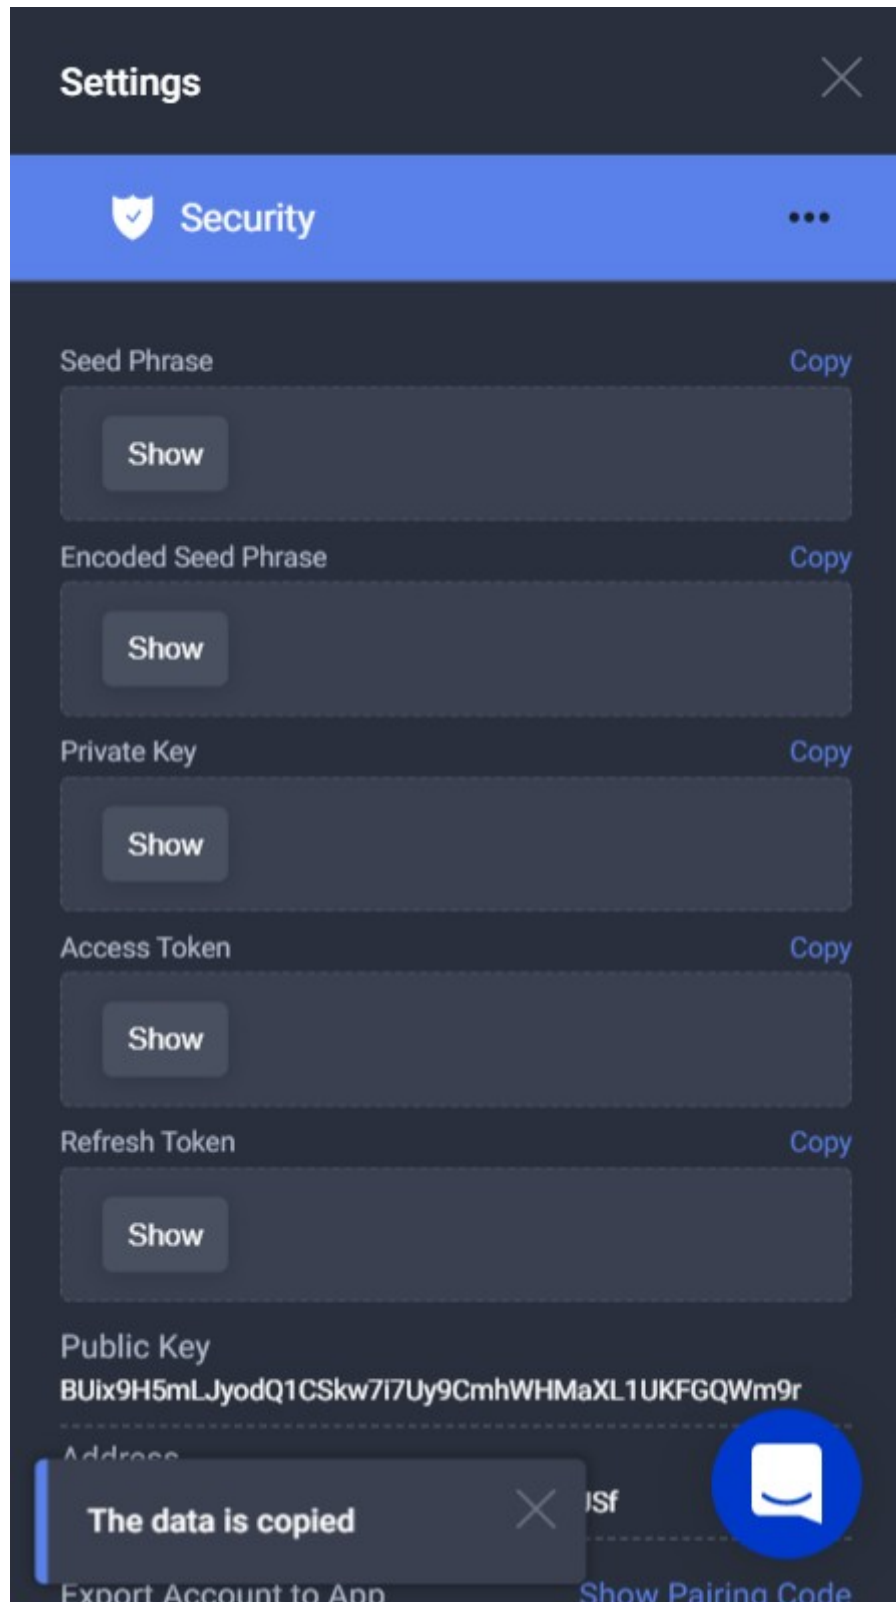 Settings
Security
Seed Phrase Copy
Show
Encoded Seed Phrase Copy
Show
Private Key Copy
Show
Access Token Copy
Show
Refresh Token Copy
Show
Public Key
BUix9H5mLJyodQ1CSkw7i7Uy9CmhWHMaXL1UKFGQWm9r
Address
The data is copied
Export Account to App Show Pairing Code